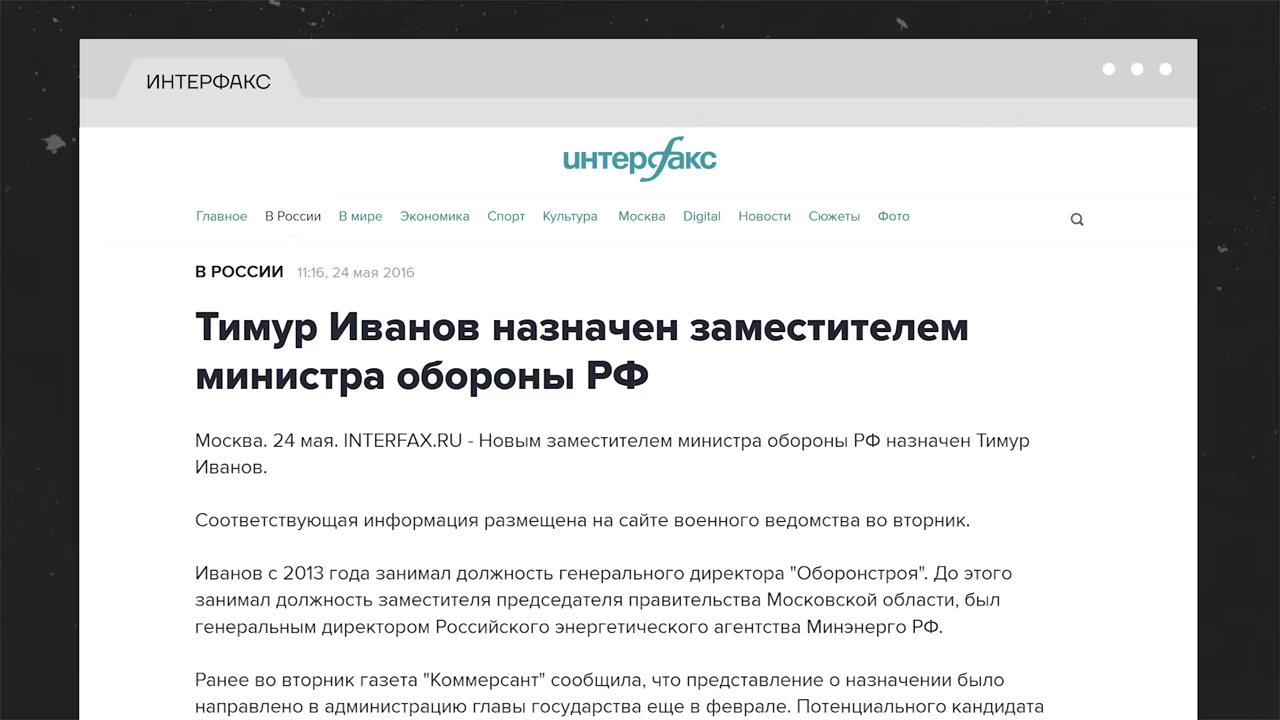 ИНТЕРФАКС
интерфакс
Главное В России В мире Экономика Спорт Культура Москва Digital Новости Сюжеты Фото
В РОССИИ 11:16, 24 мая 2016
Тимур Иванов назначен заместителем
министра обороны РФ
Москва. 24 мая. INTERFAX.RU - Новым заместителем министра обороны РФ назначен Тимур
Иванов.
Соответствующая информация размещена на сайте военного ведомства во вторник.
Иванов с 2013 года занимал должность генерального директора "Оборонстроя". До этого
занимал должность заместителя председателя правительства Московской области, был
генеральным директором Российского энергетического агентства Минэнерго РФ.
Ранее во вторник газета "Коммерсант" сообщила, что представление о назначении было
направлено в администрацию главы государства еще в феврале. Потенциального кандидата